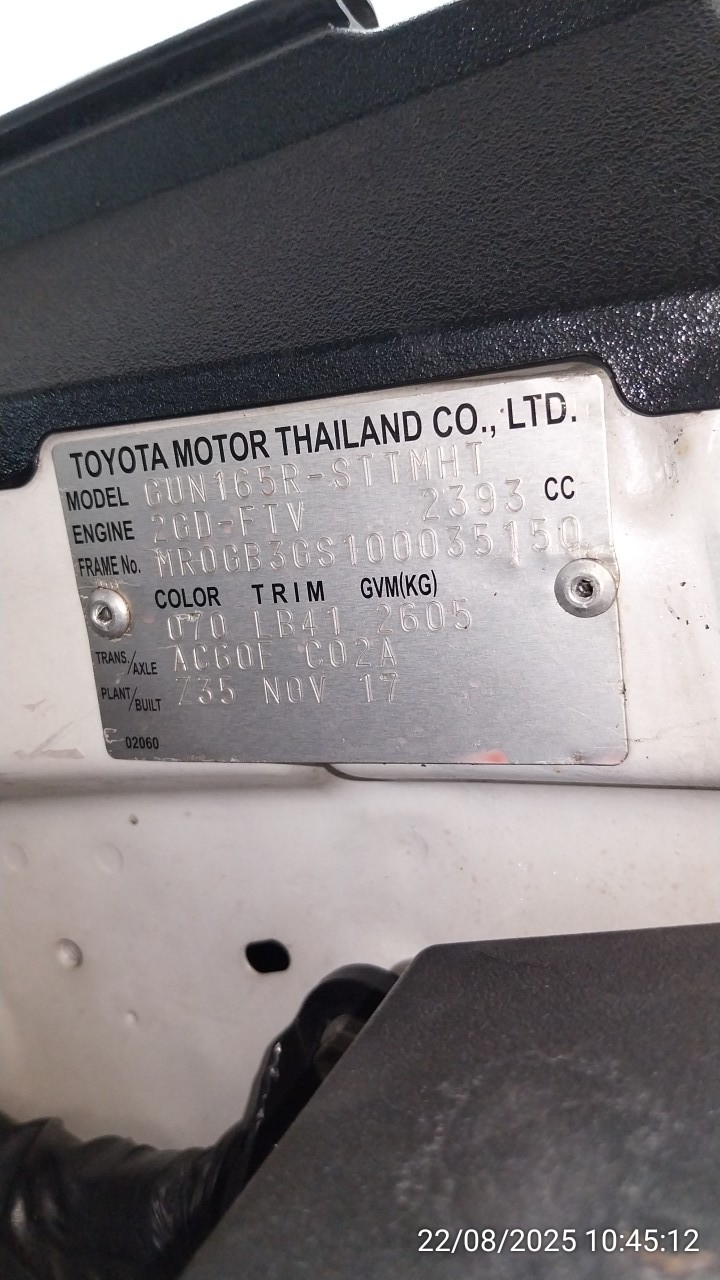 TOYOTA MOTOR THAILAND CO., LTD.
MODEL GUN165R-STTMHT
ENGINE 2GD-FTV 2393 CC
FRAME No. MR0GB3GS100035150
COLOR TRIM GVM(KG)
070 LB41 2605
TRANS./AXLE AC60E C02A
PLANT/BUILT Z35 NOV 17
02060
22/08/2025 10:45:12